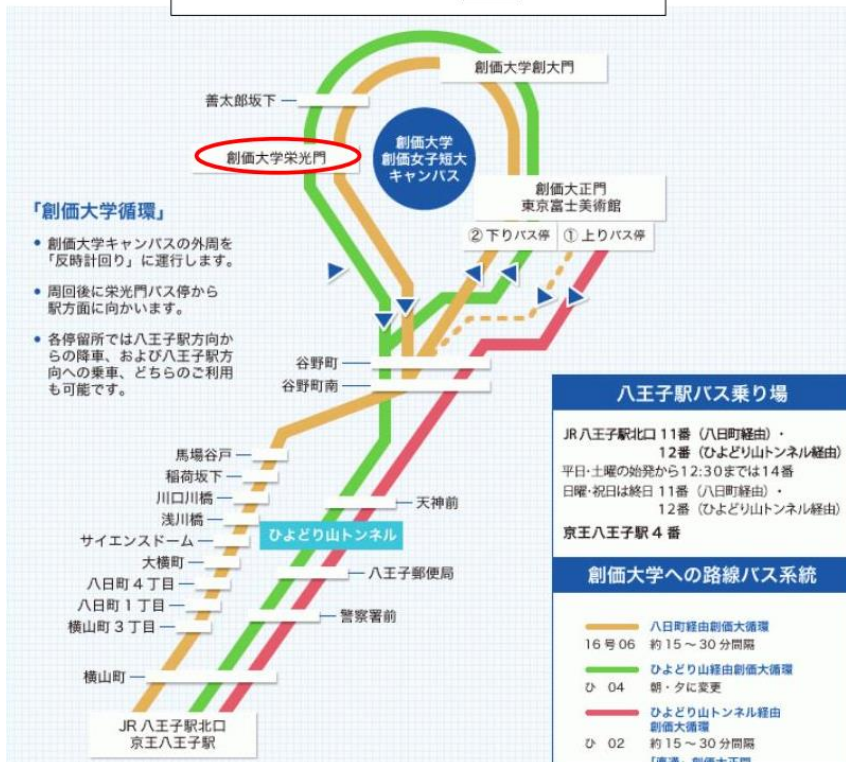 創価大学創大門
善太郎坂下
創価大学栄光門
創価大学
創価女子短大
キャンパス
創価大正門
東京富士美術館
②下りバス停
①上りバス停
「創価大学循環」
• 創価大学キャンパスの外周を
「反時計回り」に運行します。
• 周回後に栄光門バス停から
駅方面に向かいます。
• 各停留所では八王子駅方向か
らの降車、および八王子駅方
向への乗車、どちらのご利用
も可能です。
谷野町
谷野町南
馬場谷戸
稲荷坂下
川口川橋
浅川橋
サイエンスドーム
大横町
八日町4丁目
八日町1丁目
横山町3丁目
横山町
天神前
ひよどり山トンネル
八王子郵便局
警察署前
JR八王子駅北口
京王八王子駅
八王子駅バス乗り場
JR八王子駅北口 11番（八日町経由）・
12番（ひよどり山トンネル経由）
平日・土曜の始発から12:30までは14番
日曜・祝日は終日 11番（八日町経由）・
12番（ひよどり山トンネル経由）
京王八王子駅4番
創価大学への路線バス系統
八日町経由創価大循環
16号06 約15～30分間隔
ひよどり山経由創価大循環
ひ 04 朝・夕に変更
ひよどり山トンネル経由
創価大循環
ひ 02 約15～30分間隔